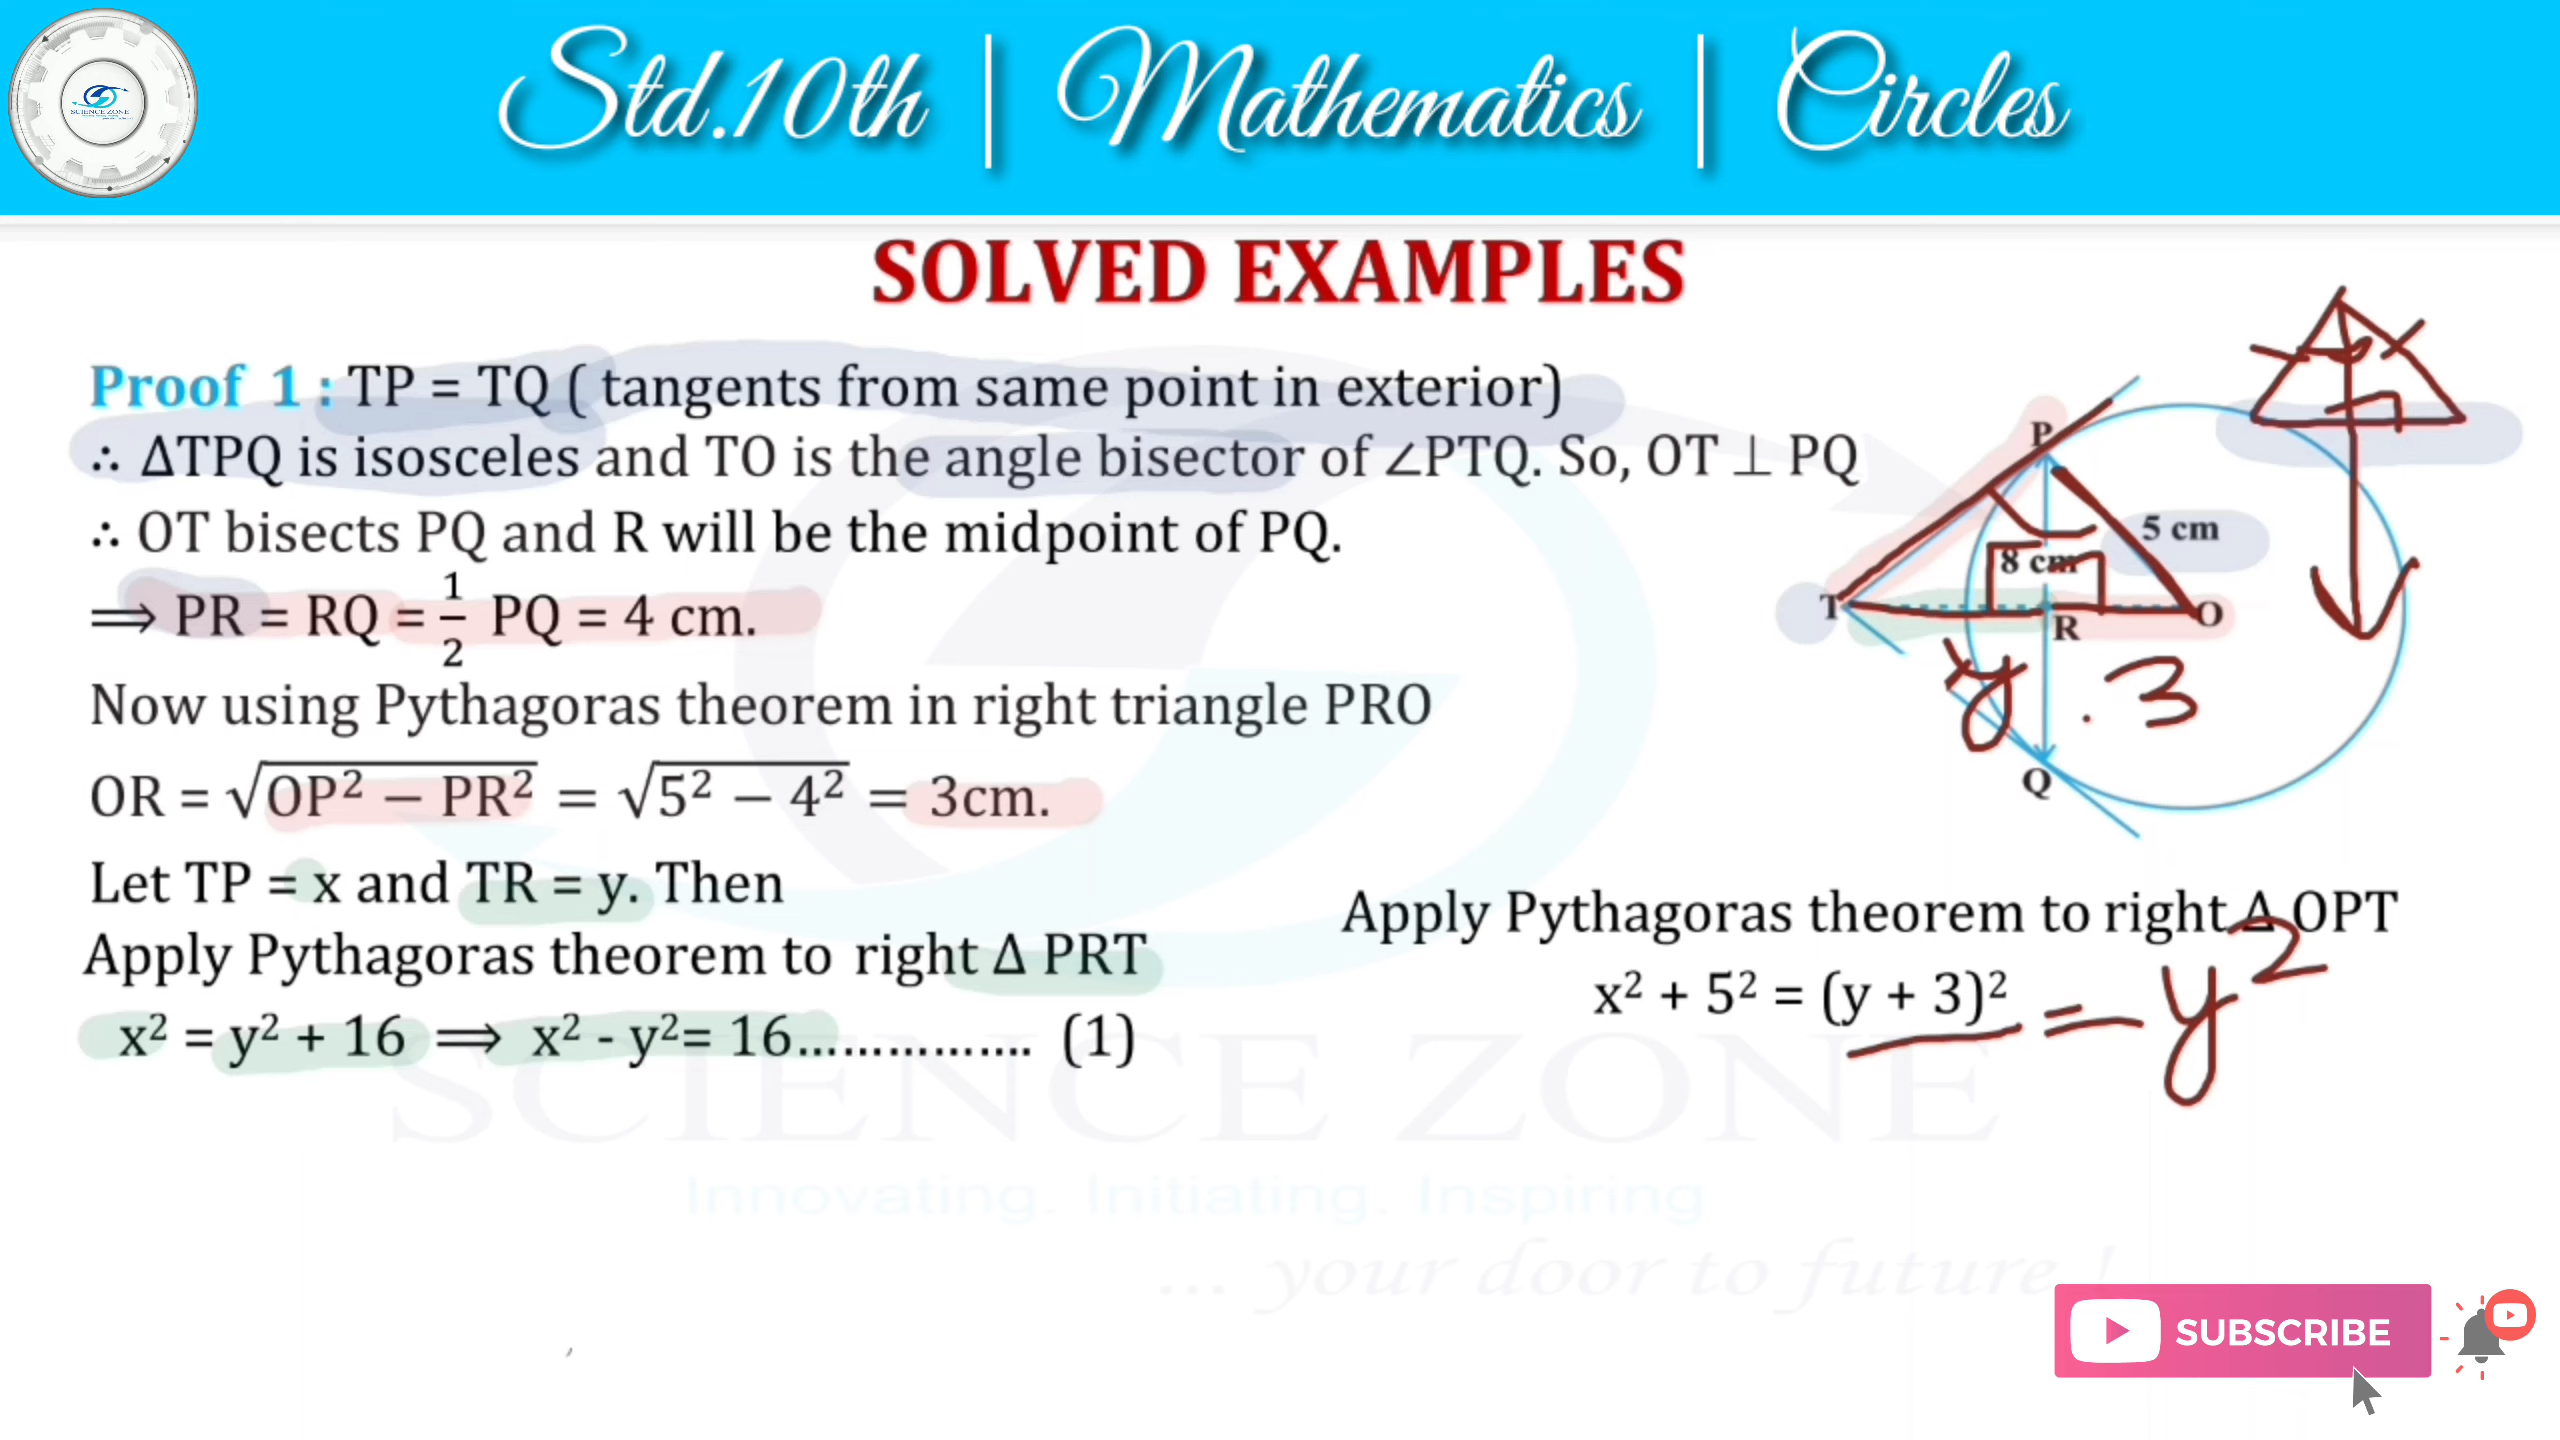 SCIENCE ZONE
Std.10th | Mathematics | Circles
SOLVED EXAMPLES
Proof 1 : TP = TQ ( tangents from same point in exterior)
∴ ΔTPQ is isosceles and TO is the angle bisector of ∠PTQ. So, OT ⊥ PQ
∴ OT bisects PQ and R will be the midpoint of PQ.
⟹ PR = RQ = 1/2 PQ = 4 cm.
Now using Pythagoras theorem in right triangle PRO
OR = √(OP² − PR²) = √(5² − 4²) = 3cm.
Let TP = x and TR = y. Then
Apply Pythagoras theorem to right Δ PRT
x² = y² + 16 ⟹ x² - y²= 16................ (1)
P
5 cm
8 cm
T
R
O
y . 3
Q
Apply Pythagoras theorem to right Δ OPT
x² + 5² = (y + 3)² = y²
SCIENCE ZONE
Innovating. Initiating. Inspiring
... your door to future !
SUBSCRIBE